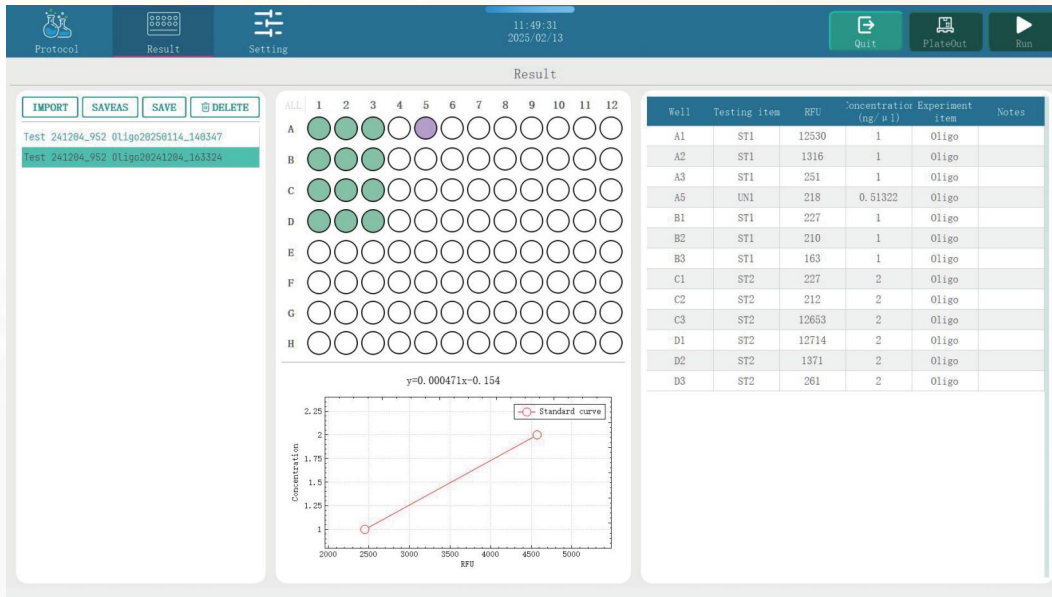 Protocol Result Setting
11:49:31
2025/02/13
Quit PlateOut Run
Result
IMPORT SAVEAS SAVE DELETE
Test 241204_952 Oligo20250114_140347
Test 241204_952 Oligo20241204_163324
ALL 1 2 3 4 5 6 7 8 9 10 11 12
A
B
C
D
E
F
G
H
y=0.000471x-0.154
Standard curve
Concentration
2.25
2
1.75
1.5
1.25
1
2000 2500 3000 3500 4000 4500 5000
RFU
Well Testing item RFU Concentration (ng/μl) Experiment item Notes
A1 ST1 12530 1 Oligo
A2 ST1 1316 1 Oligo
A3 ST1 251 1 Oligo
A5 UN1 218 0.51322 Oligo
B1 ST1 227 1 Oligo
B2 ST1 210 1 Oligo
B3 ST1 163 1 Oligo
C1 ST2 227 2 Oligo
C2 ST2 212 2 Oligo
C3 ST2 12653 2 Oligo
D1 ST2 12714 2 Oligo
D2 ST2 1371 2 Oligo
D3 ST2 261 2 Oligo